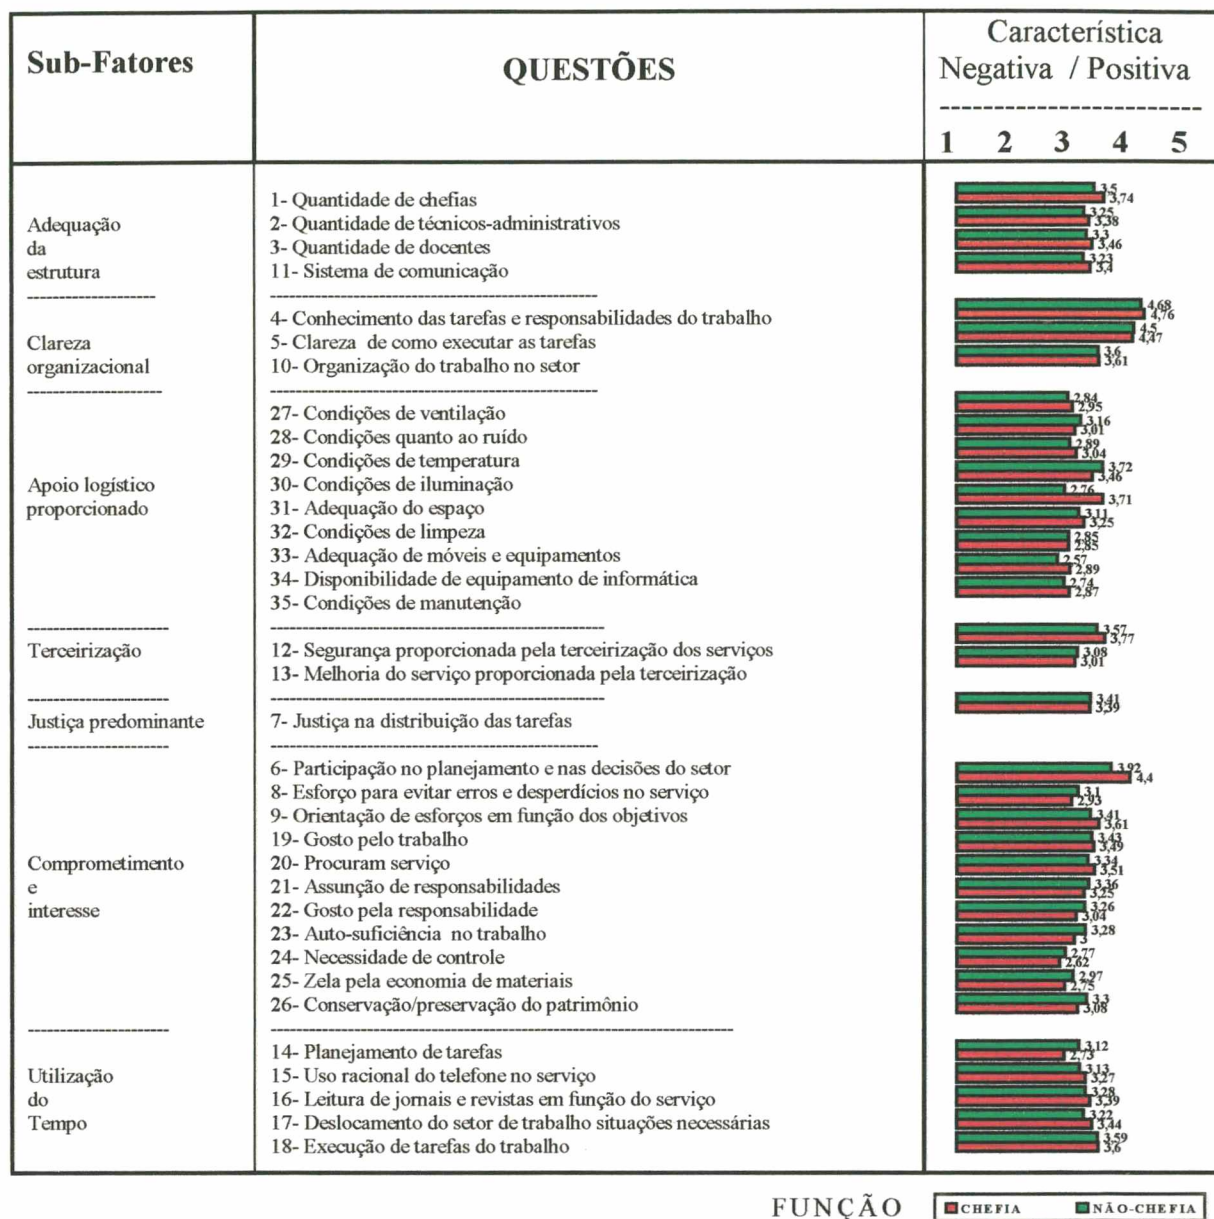 Sub-Fatores
QUESTÕES
Característica
Negativa / Positiva
--------------------------
1 2 3 4 5
Adequação
da
estrutura
1- Quantidade de chefias
2- Quantidade de técnicos-administrativos
3- Quantidade de docentes
11- Sistema de comunicação
3,5
3,74
3,25
3,38
3,3
3,46
3,23
3,4
Clareza
organizacional
4- Conhecimento das tarefas e responsabilidades do trabalho
5- Clareza de como executar as tarefas
10- Organização do trabalho no setor
4,68
4,76
4,5
4,47
3,6
3,61
Apoio logístico
proporcionado
27- Condições de ventilação
28- Condições quanto ao ruído
29- Condições de temperatura
30- Condições de iluminação
31- Adequação do espaço
32- Condições de limpeza
33- Adequação de móveis e equipamentos
34- Disponibilidade de equipamento de informática
35- Condições de manutenção
2,84
2,95
3,16
3,01
2,89
3,04
3,72
3,46
2,76
3,71
3,11
3,25
2,85
2,85
2,57
2,89
2,74
2,87
Terceirização
12- Segurança proporcionada pela terceirização dos serviços
13- Melhoria do serviço proporcionada pela terceirização
3,57
3,77
3,08
3,01
Justiça predominante
7- Justiça na distribuição das tarefas
3,41
3,39
Comprometimento
e
interesse
6- Participação no planejamento e nas decisões do setor
8- Esforço para evitar erros e desperdícios no serviço
9- Orientação de esforços em função dos objetivos
19- Gosto pelo trabalho
20- Procuram serviço
21- Assunção de responsabilidades
22- Gosto pela responsabilidade
23- Auto-suficiência no trabalho
24- Necessidade de controle
25- Zela pela economia de materiais
26- Conservação/preservação do patrimônio
3,92
4,4
3,1
2,93
3,41
3,61
3,43
3,49
3,34
3,51
3,36
3,25
3,26
3,04
3,28
3
2,77
2,62
2,97
2,75
3,3
3,08
Utilização
do
Tempo
14- Planejamento de tarefas
15- Uso racional do telefone no serviço
16- Leitura de jornais e revistas em função do serviço
17- Deslocamento do setor de trabalho situações necessárias
18- Execução de tarefas do trabalho
3,12
2,73
3,13
3,27
3,28
3,39
3,22
3,44
3,59
3,6
FUNÇÃO
CHEFIA
NÃO-CHEFIA